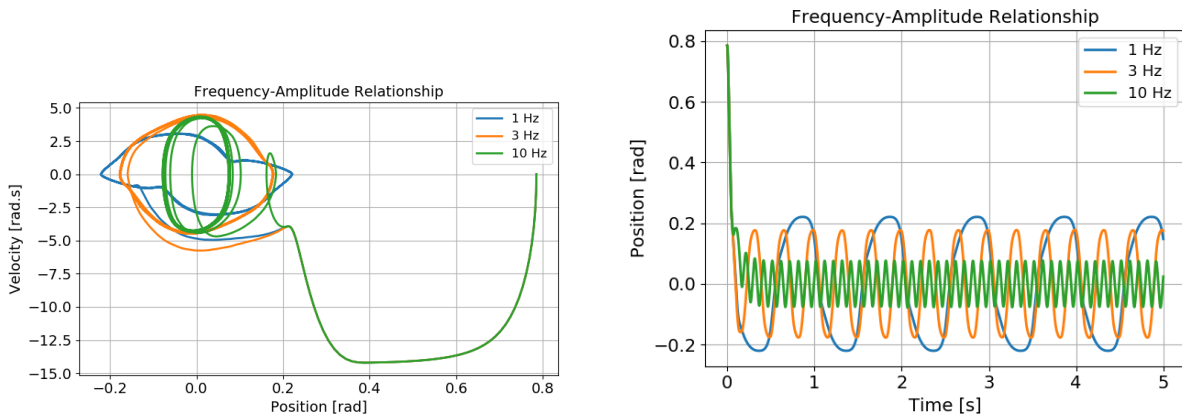 Frequency-Amplitude Relationship
1 Hz
3 Hz
10 Hz
5.0
2.5
0.0
−2.5
−5.0
−7.5
−10.0
−12.5
−15.0
Velocity [rad.s]
−0.2
0.0
0.2
0.4
0.6
0.8
Position [rad]
Frequency-Amplitude Relationship
1 Hz
3 Hz
10 Hz
0.8
0.6
0.4
0.2
0.0
−0.2
Position [rad]
0
1
2
3
4
5
Time [s]